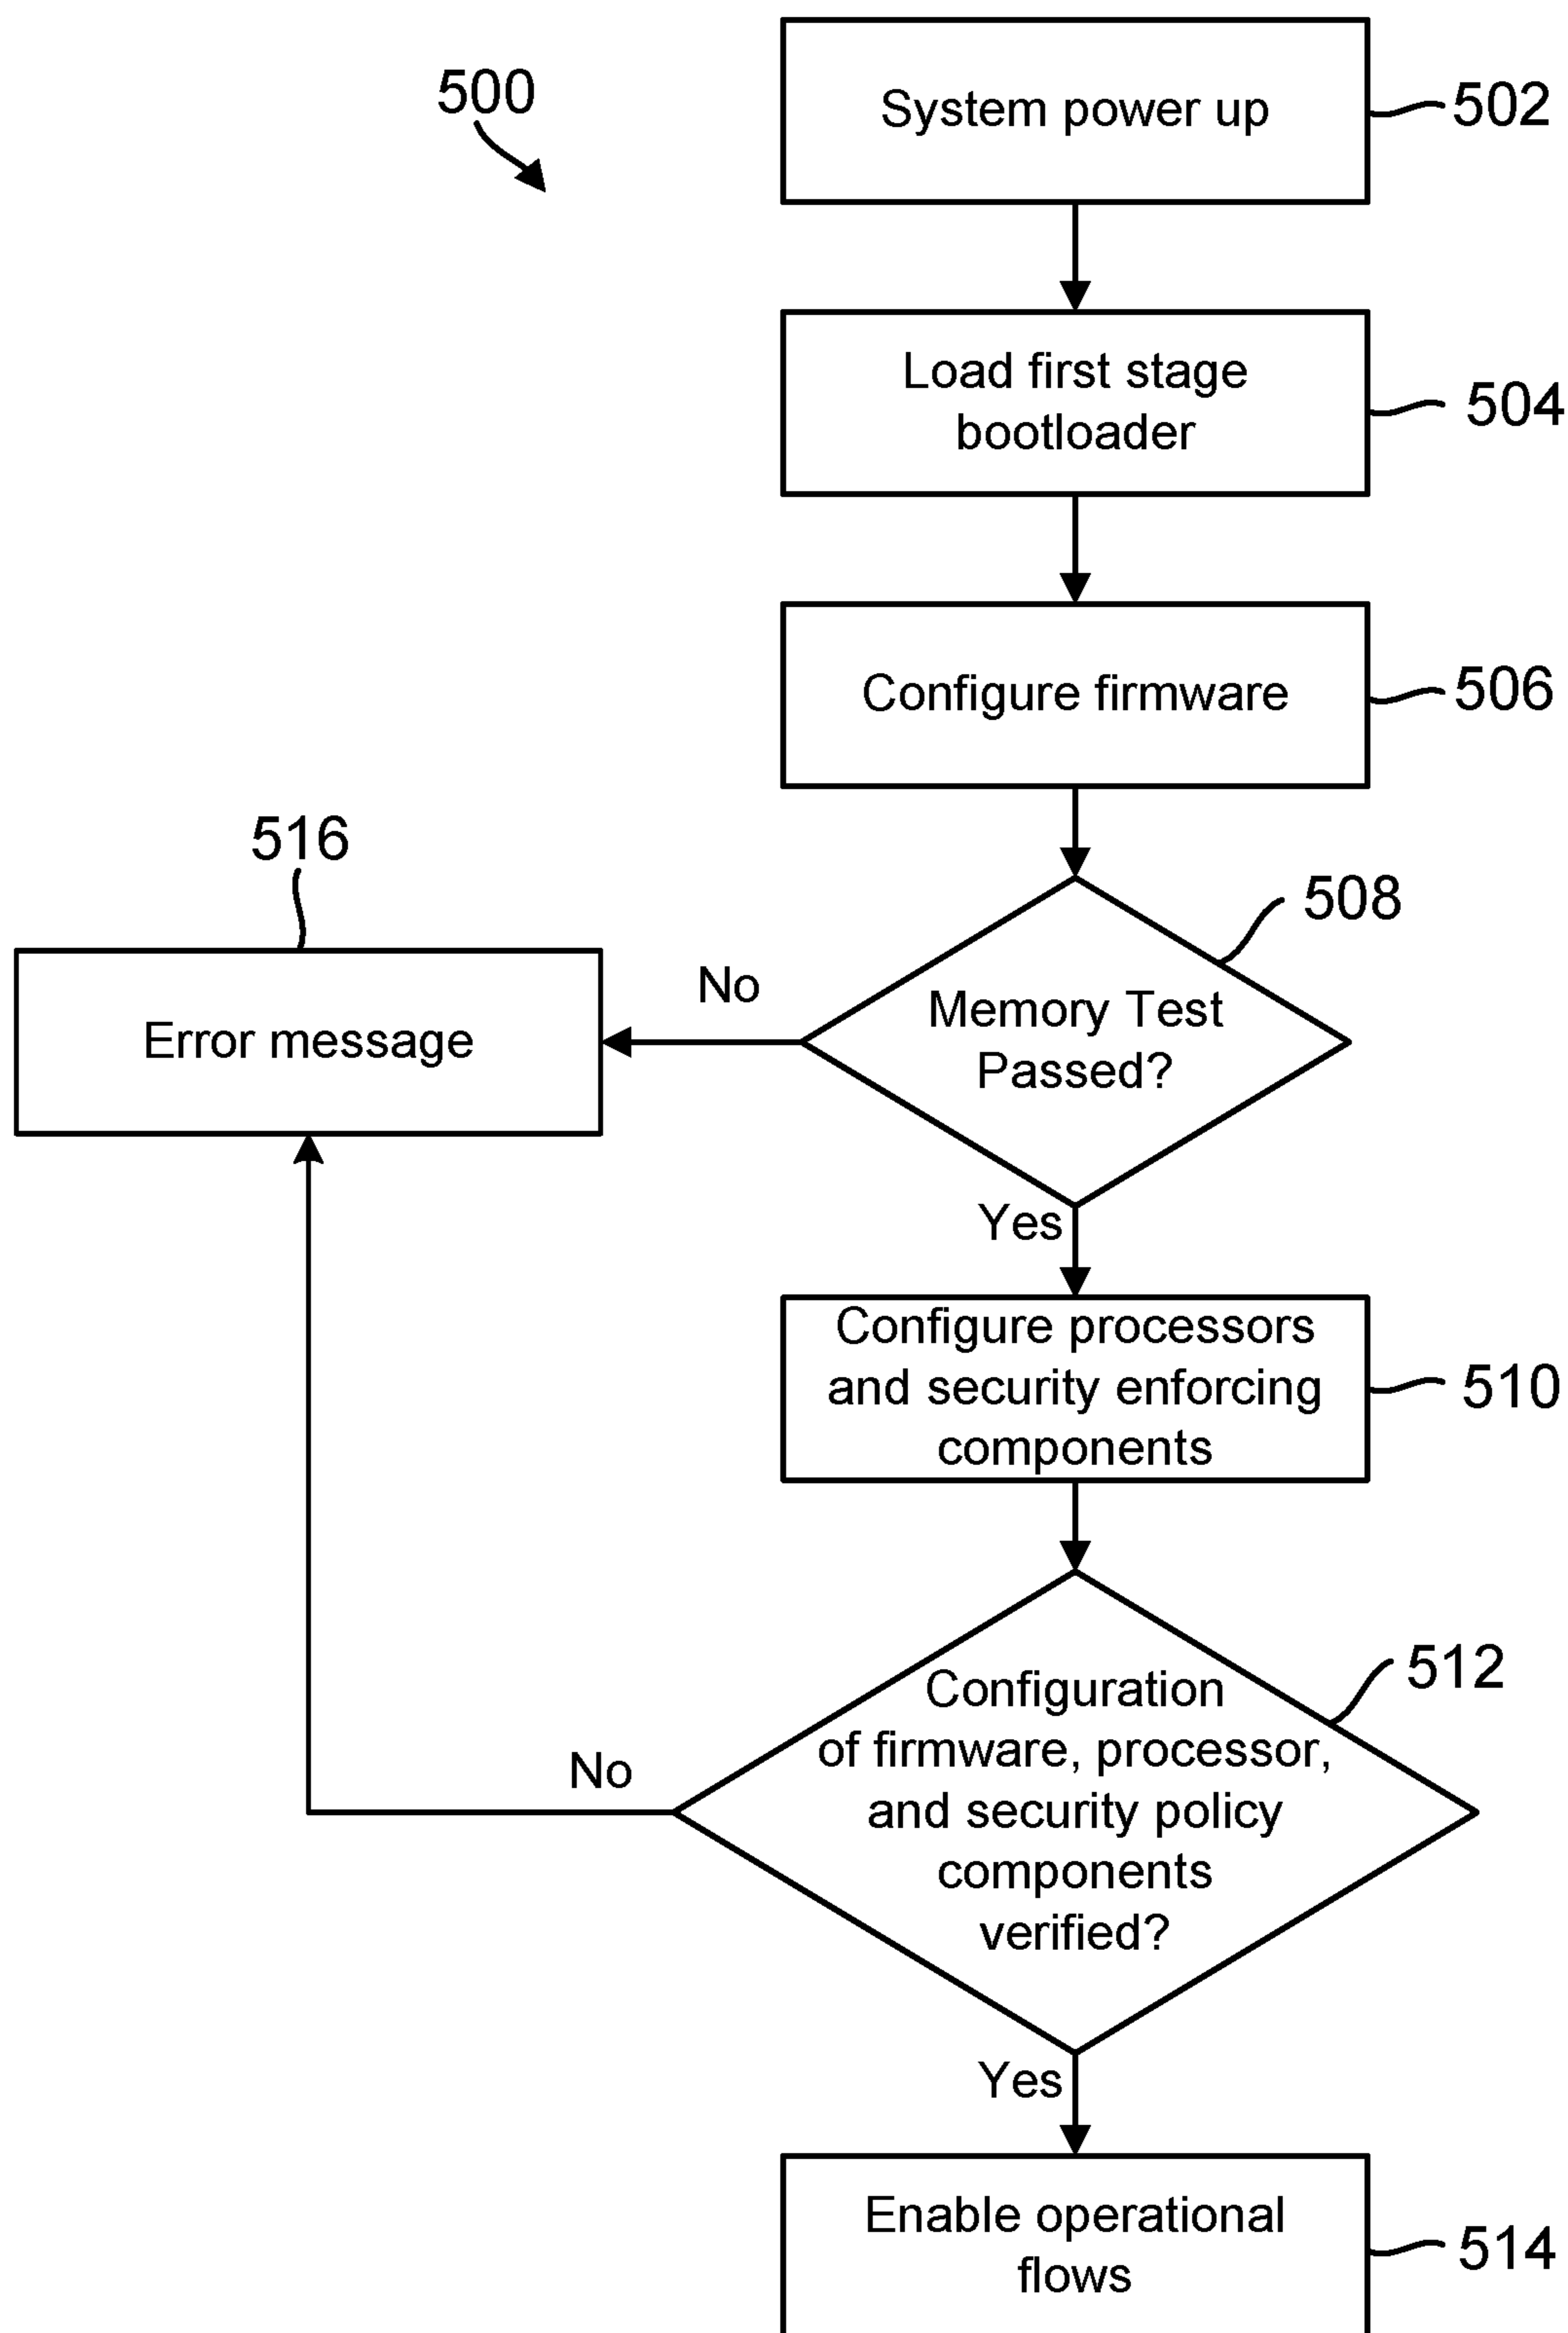 500
System power up
502
Load first stage
bootloader
504
Configure firmware
506
516
Error message
No
508
Memory Test
Passed?
Yes
Configure processors
and security enforcing
components
510
512
Configuration
of firmware, processor,
and security policy
components
verified?
No
Yes
Enable operational
flows
514